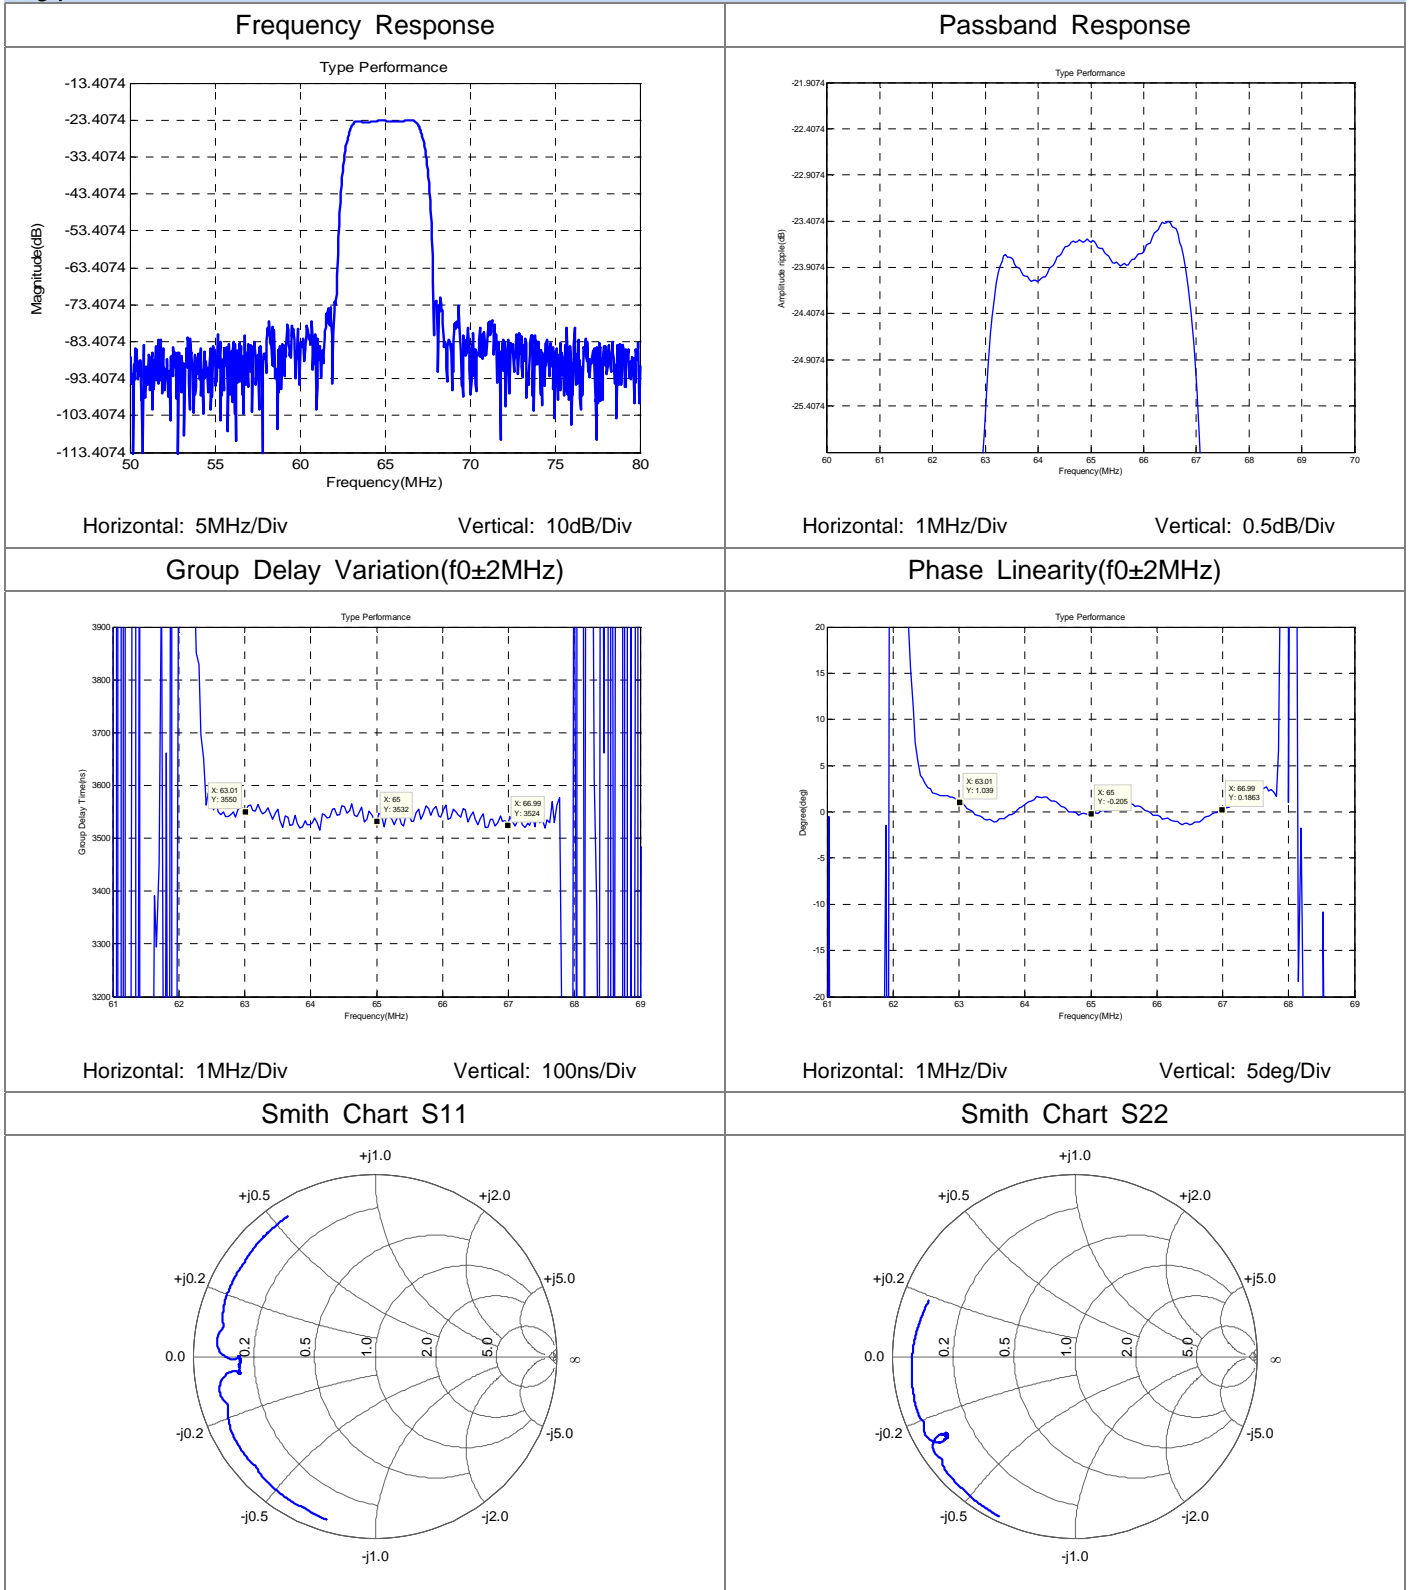 Frequency Response
Passband Response
Type Performance
-13.4074
-23.4074
-33.4074
-43.4074
-53.4074
-63.4074
-73.4074
-83.4074
-93.4074
-103.4074
-113.4074
Magnitude(dB)
50 55 60 65 70 75 80
Frequency(MHz)
Horizontal: 5MHz/Div Vertical: 10dB/Div
Type Performance
-21.9074
-22.4074
-22.9074
-23.4074
-23.9074
-24.4074
-24.9074
-25.4074
Amplitude ripple(dB)
60 61 62 63 64 65 66 67 68 69 70
Frequency(MHz)
Horizontal: 1MHz/Div Vertical: 0.5dB/Div
Group Delay Variation(f0±2MHz)
Phase Linearity(f0±2MHz)
Type Performance
3900
3800
3700
3600
3500
3400
3300
3200
Group Delay Time(ns)
X: 63.01
Y: 3550
X: 65
Y: 3532
X: 66.99
Y: 3524
61 62 63 64 65 66 67 68 69
Frequency(MHz)
Horizontal: 1MHz/Div Vertical: 100ns/Div
Type Performance
20
15
10
5
0
-5
-10
-15
-20
Degree(deg)
X: 63.01
Y: 1.039
X: 65
Y: -0.205
X: 66.99
Y: 0.1863
61 62 63 64 65 66 67 68 69
Frequency(MHz)
Horizontal: 1MHz/Div Vertical: 5deg/Div
Smith Chart S11
Smith Chart S22
+j1.0
+j0.5 +j2.0
+j0.2 +j5.0
0.0 0.2 0.5 1.0 2.0 5.0 ∞
-j0.2 -j5.0
-j0.5 -j2.0
-j1.0
+j1.0
+j0.5 +j2.0
+j0.2 +j5.0
0.0 0.2 0.5 1.0 2.0 5.0 ∞
-j0.2 -j5.0
-j0.5 -j2.0
-j1.0